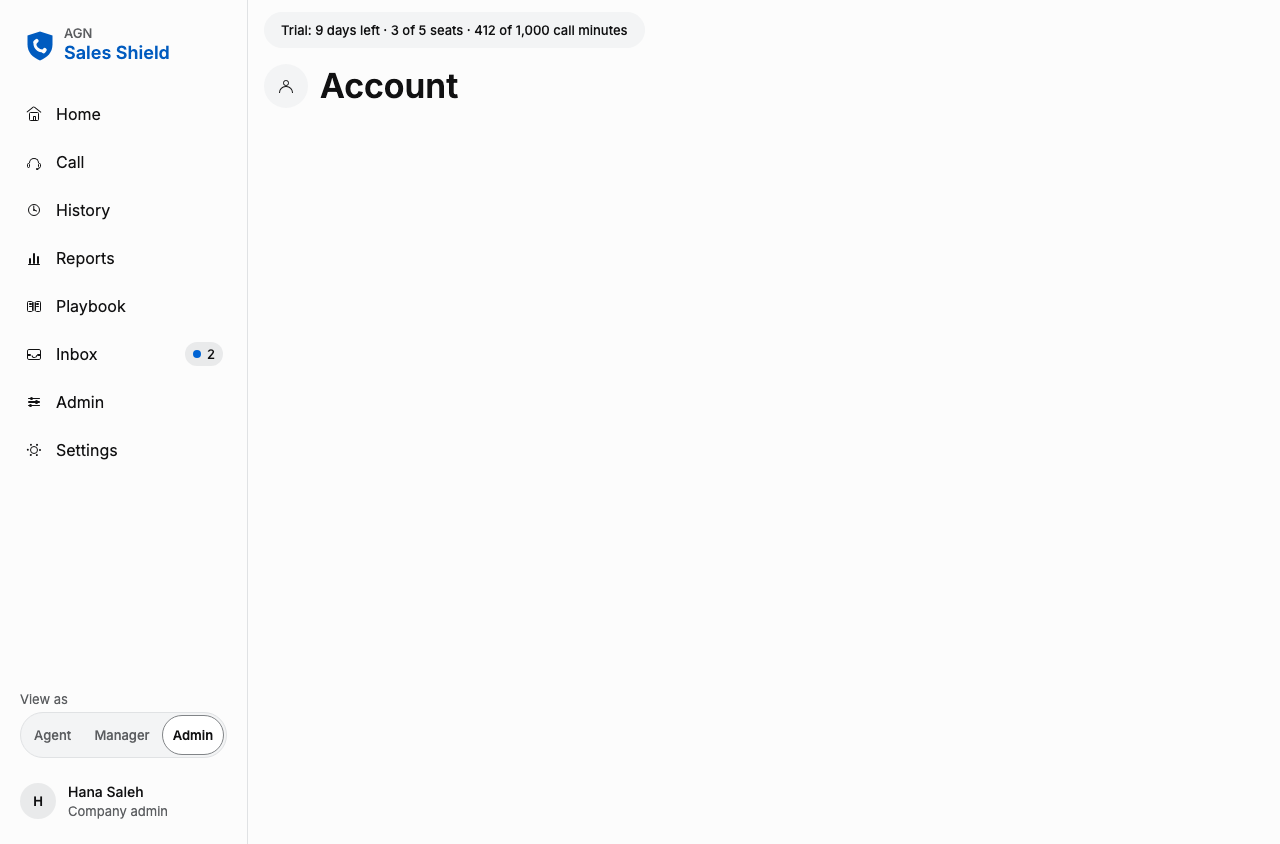 AGN
Sales Shield
Home
Call
History
Reports
Playbook
Inbox
2
Admin
Settings
View as
Agent
Manager
Admin
H
Hana Saleh
Company admin
Trial: 9 days left · 3 of 5 seats · 412 of 1,000 call minutes
Account